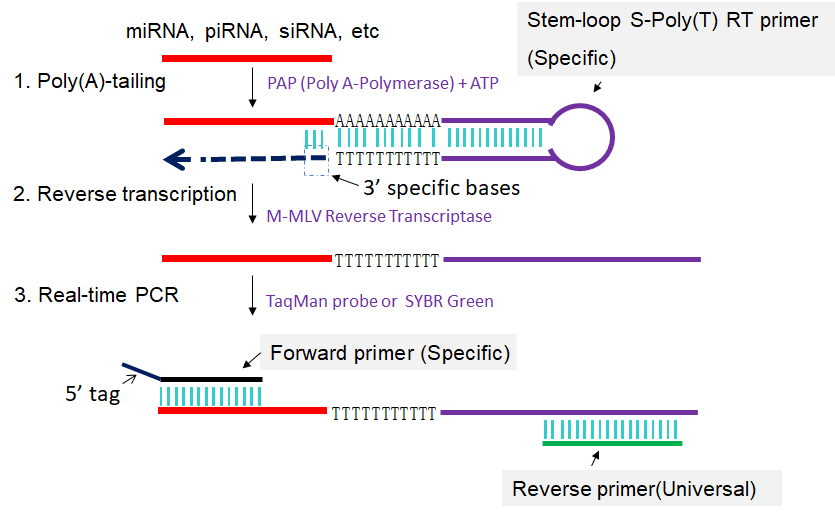 miRNA, piRNA, siRNA, etc
Stem-loop S-Poly(T) RT primer
(Specific)
1. Poly(A)-tailing
PAP (Poly A-Polymerase) + ATP
AAAAAAAAAAA
TTTTTTTTTTT
3’ specific bases
2. Reverse transcription
M-MLV Reverse Transcriptase
TTTTTTTTTTT
3. Real-time PCR
TaqMan probe or SYBR Green
Forward primer (Specific)
5’ tag
TTTTTTTTTTT
Reverse primer(Universal)